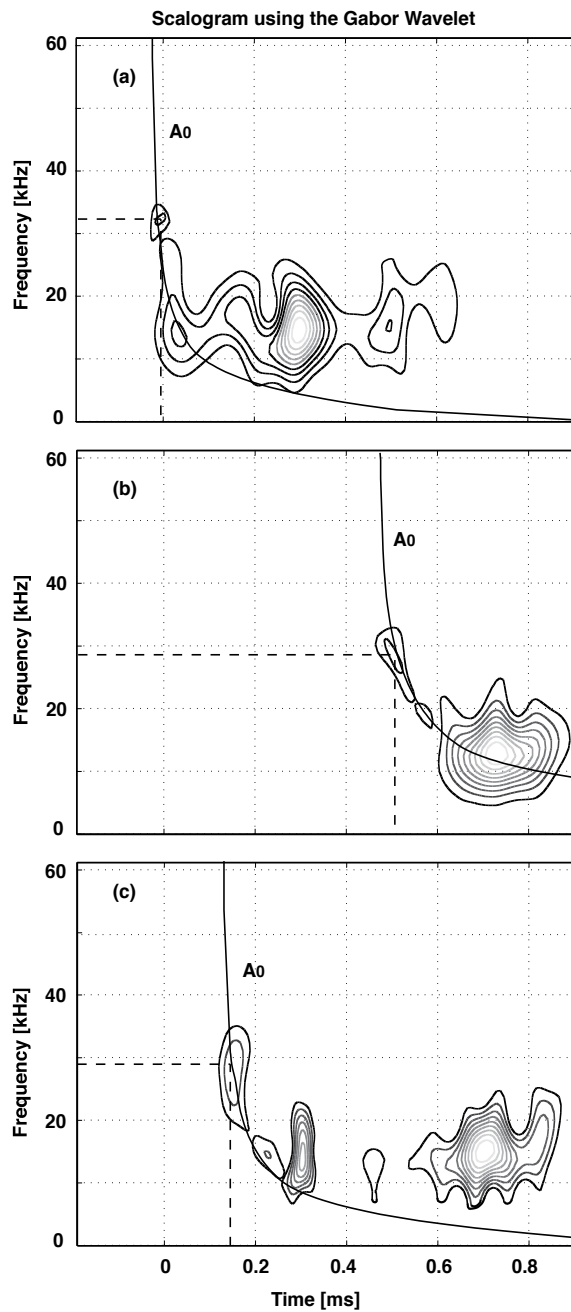 Scalogram using the Gabor Wavelet
(a)
A0
60
40
20
0
Frequency [kHz]
(b)
A0
60
40
20
0
Frequency [kHz]
(c)
A0
60
40
20
0
Frequency [kHz]
0 0.2 0.4 0.6 0.8
Time [ms]